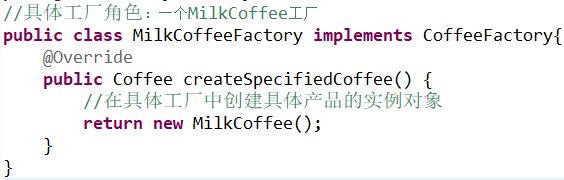 //具体工厂角色：一个MilkCoffee工厂
public class MilkCoffeeFactory implements CoffeeFactory{
    @Override
    public Coffee createSpecifiedCoffee() {
        //在具体工厂中创建具体产品的实例对象
        return new MilkCoffee();
    }
}